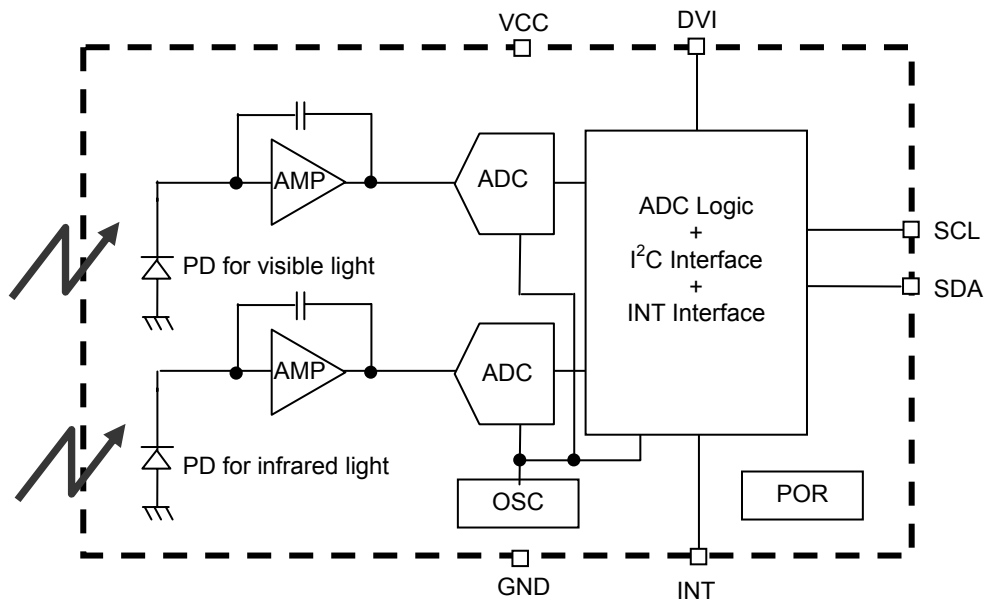 VCC
DVI
AMP
ADC
ADC Logic
+
I²C Interface
+
INT Interface
SCL
SDA
PD for visible light
AMP
ADC
PD for infrared light
OSC
POR
GND
INT